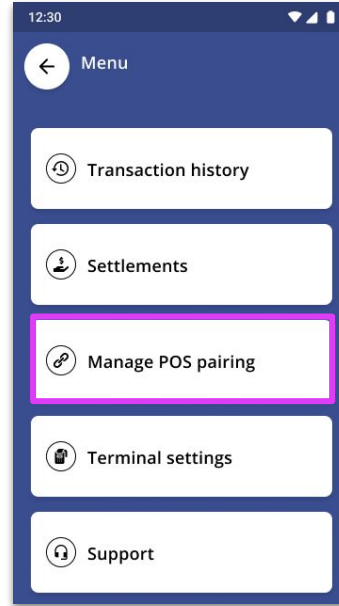 12:30
Menu
Transaction history
Settlements
Manage POS pairing
Terminal settings
Support